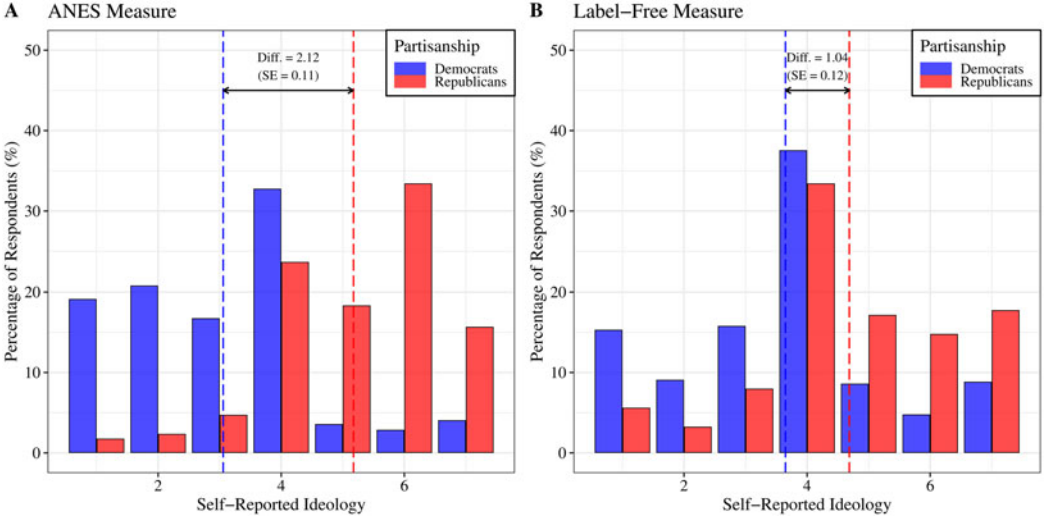 A ANES Measure
Percentage of Respondents (%)
50
40
30
20
10
0
Diff. = 2.12
(SE = 0.11)
Partisanship
Democrats
Republicans
2 4 6
Self−Reported Ideology
B Label−Free Measure
Percentage of Respondents (%)
50
40
30
20
10
0
Diff. = 1.04
(SE = 0.12)
Partisanship
Democrats
Republicans
2 4 6
Self−Reported Ideology